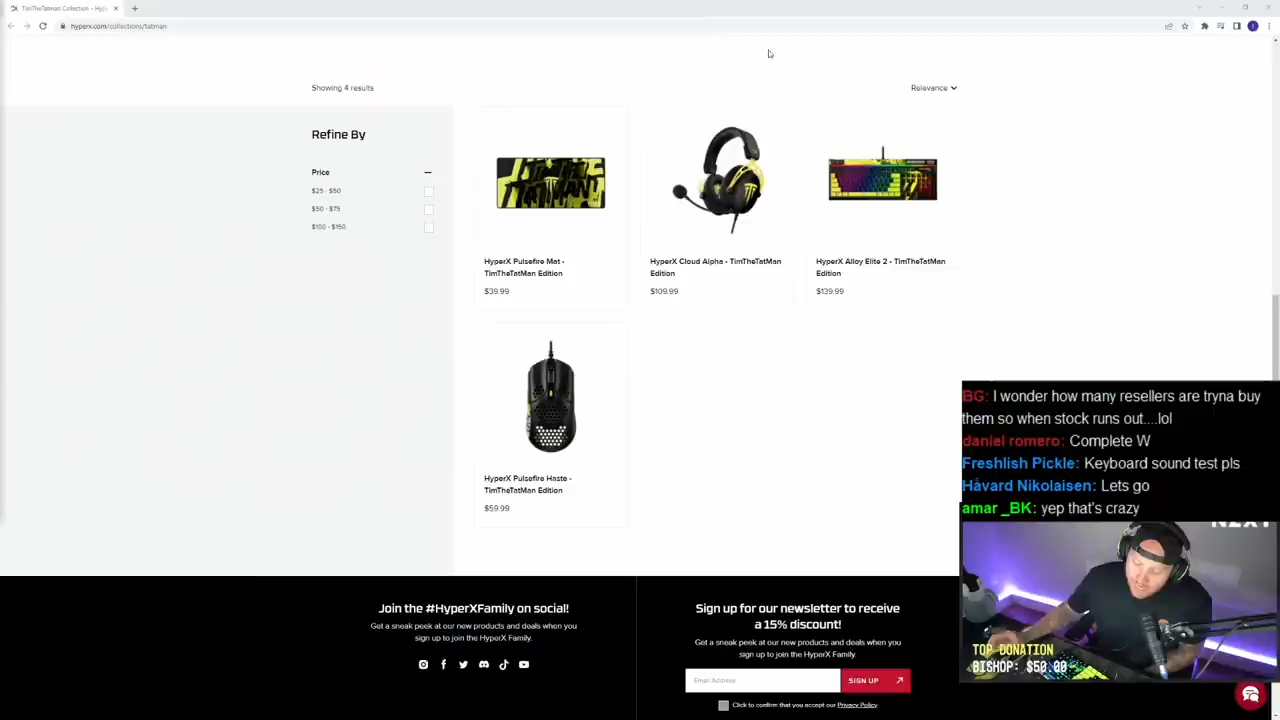 TimTheTatman Collection – Hype
hyperx.com/collections/tatman
Showing 4 results
Relevance
Refine By
Price
$25 - $50
$50 - $75
$100 - $150
HyperX Pulsefire Mat -
TimTheTatMan Edition
$39.99
HyperX Cloud Alpha - TimTheTatMan
Edition
$109.99
HyperX Alloy Elite 2 - TimTheTatMan
Edition
$139.99
HyperX Pulsefire Haste -
TimTheTatMan Edition
$59.99
BG: I wonder how many resellers are tryna buy
them so when stock runs out....lol
daniel romero: Complete W
Freshlish Pickle: Keyboard sound test pls
Håvard Nikolaisen: Lets go
amar _BK: yep that's crazy
TOP DONATION
BISHOP: $50.00
Join the #HyperXFamily on social!
Get a sneak peek at our new products and deals when you
sign up to join the HyperX Family.
Sign up for our newsletter to receive
a 15% discount!
Get a sneak peek at our new products and deals when you
sign up to join the HyperX Family.
Email Address
SIGN UP
Click to confirm that you accept our Privacy Policy